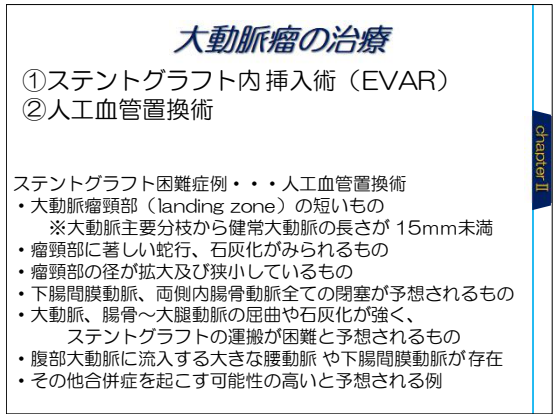 大動脈瘤の治療
①ステントグラフト内挿入術（EVAR）
②人工血管置換術
chapter Ⅱ
ステントグラフト困難症例・・・人工血管置換術
・大動脈瘤頸部（landing zone）の短いもの
※大動脈主要分枝から健常大動脈の長さが 15mm未満
・瘤頸部に著しい蛇行、石灰化がみられるもの
・瘤頸部の径が拡大及び狭小しているもの
・下腸間膜動脈、両側内腸骨動脈全ての閉塞が予想されるもの
・大動脈、腸骨～大腿動脈の屈曲や石灰化が強く、
ステントグラフトの運搬が困難と予想されるもの
・腹部大動脈に流入する大きな腰動脈 や下腸間膜動脈が存在
・その他合併症を起こす可能性の高いと予想される例